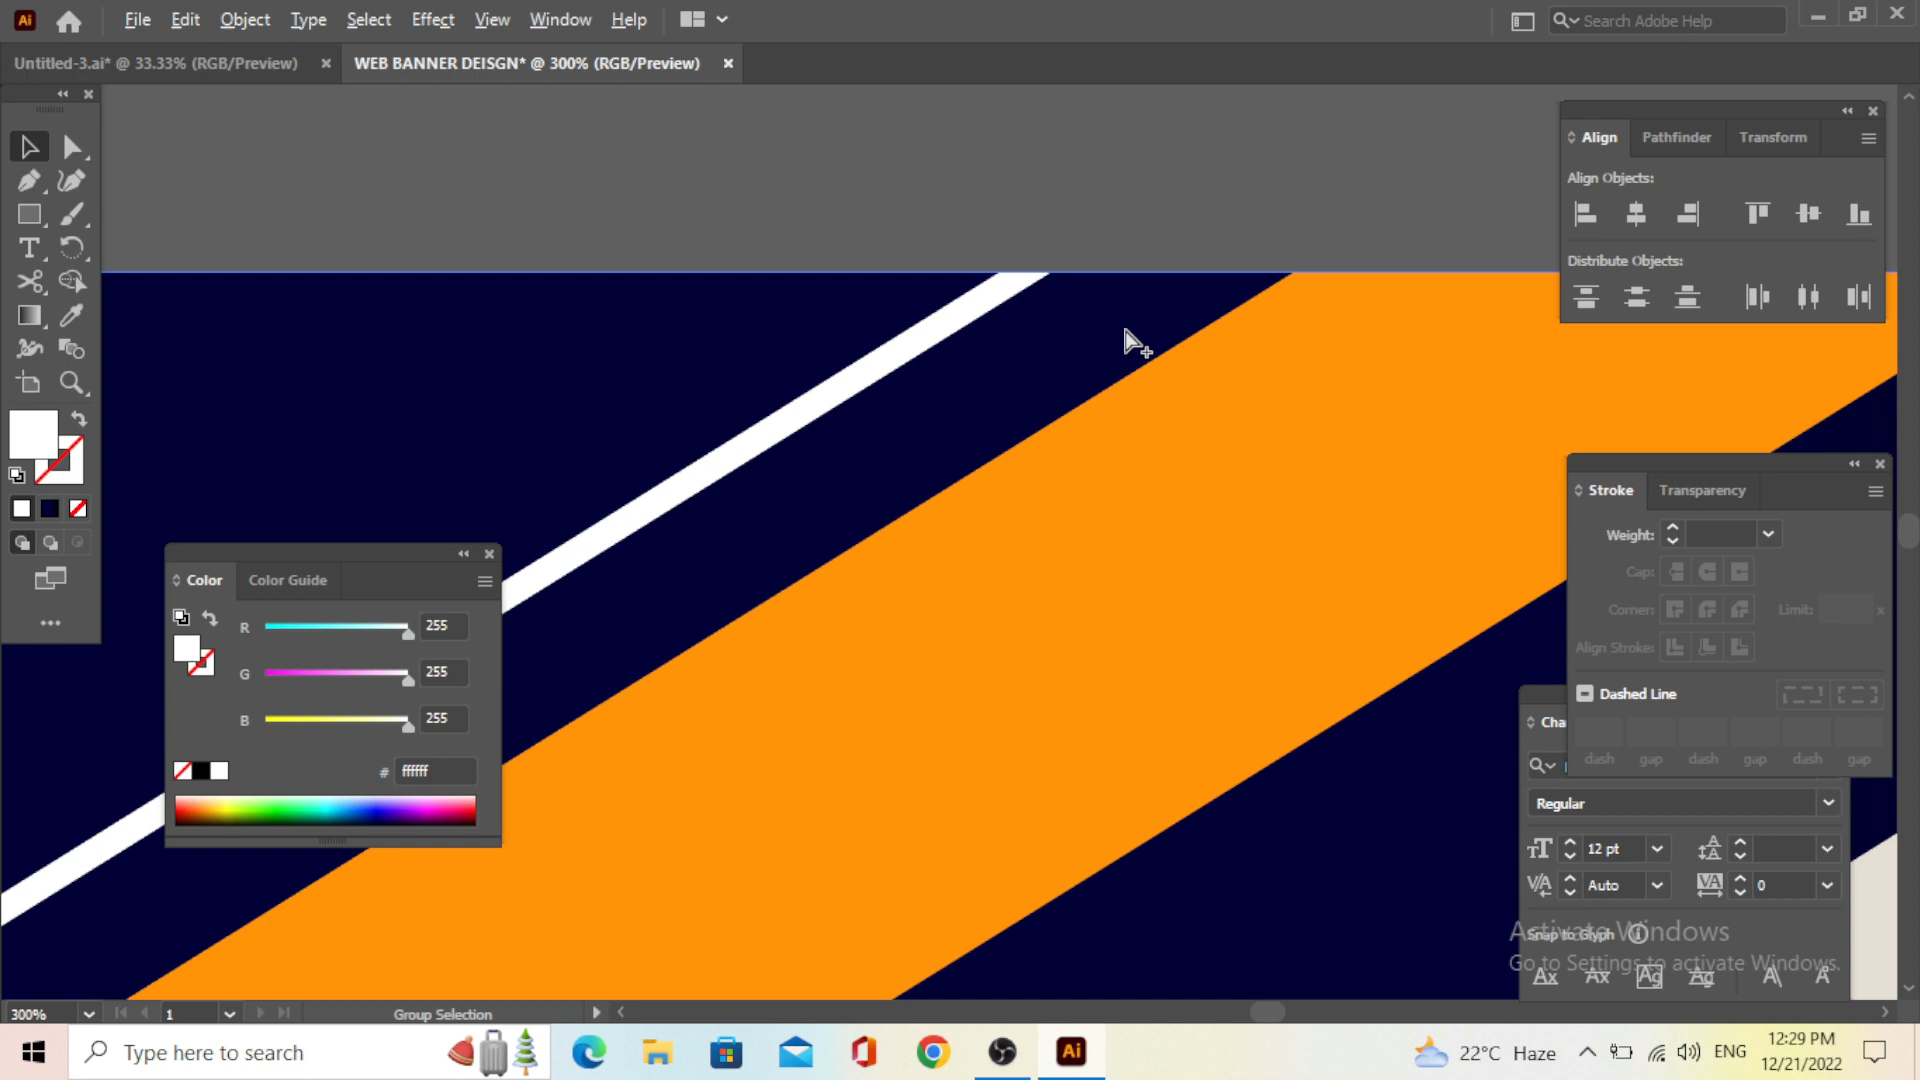 Ai File Edit Object Type Select Effect View Window Help Search Adobe Help
Untitled-3.ai* @ 33.33% (RGB/Preview) × WEB BANNER DEISGN* @ 300% (RGB/Preview) ×
Align Pathfinder Transform
Align Objects:
Distribute Objects:
Stroke Transparency
Weight:
Cap:
Corner: Limit: x
Align Stroke:
Dashed Line
dash gap dash gap dash gap
Color Color Guide
R 255
G 255
B 255
# ffffff
Cha
Regular
12 pt
Auto 0
Snap to Glyph
Activate Windows
Go to Settings to activate Windows.
300% 1 Group Selection
Type here to search
Ai
22°C Haze ENG
12:29 PM
12/21/2022